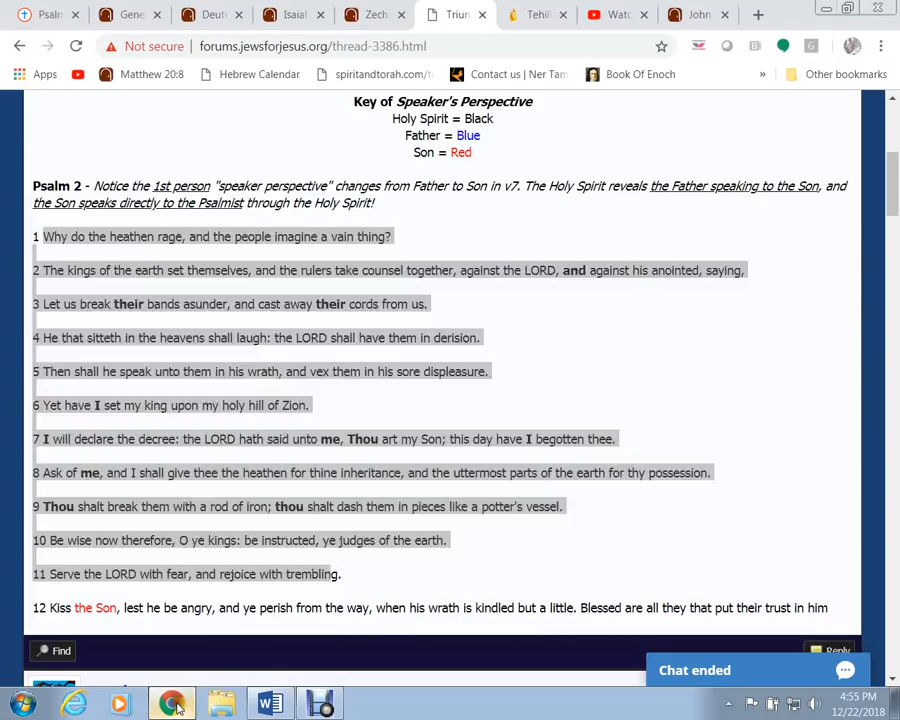 Psalm
Gene
Deut
Isaial
Zech
Triun
Tehil
Watc
John
Not secure
forums.jewsforjesus.org/thread-3386.html
Apps
Matthew 20:8
Hebrew Calendar
spiritandtorah.com/t
Contact us | Ner Tam
Book Of Enoch
»
Other bookmarks
Key of Speaker's Perspective
Holy Spirit = Black
Father = Blue
Son = Red
Psalm 2 - Notice the 1st person "speaker perspective" changes from Father to Son in v7. The Holy Spirit reveals the Father speaking to the Son, and
the Son speaks directly to the Psalmist through the Holy Spirit!
1 Why do the heathen rage, and the people imagine a vain thing?
2 The kings of the earth set themselves, and the rulers take counsel together, against the LORD, and against his anointed, saying,
3 Let us break their bands asunder, and cast away their cords from us.
4 He that sitteth in the heavens shall laugh: the LORD shall have them in derision.
5 Then shall he speak unto them in his wrath, and vex them in his sore displeasure.
6 Yet have I set my king upon my holy hill of Zion.
7 I will declare the decree: the LORD hath said unto me, Thou art my Son; this day have I begotten thee.
8 Ask of me, and I shall give thee the heathen for thine inheritance, and the uttermost parts of the earth for thy possession.
9 Thou shalt break them with a rod of iron; thou shalt dash them in pieces like a potter's vessel.
10 Be wise now therefore, O ye kings: be instructed, ye judges of the earth.
11 Serve the LORD with fear, and rejoice with trembling.
12 Kiss the Son, lest he be angry, and ye perish from the way, when his wrath is kindled but a little. Blessed are all they that put their trust in him
Find
Reply
Chat ended
4:55 PM
12/22/2018